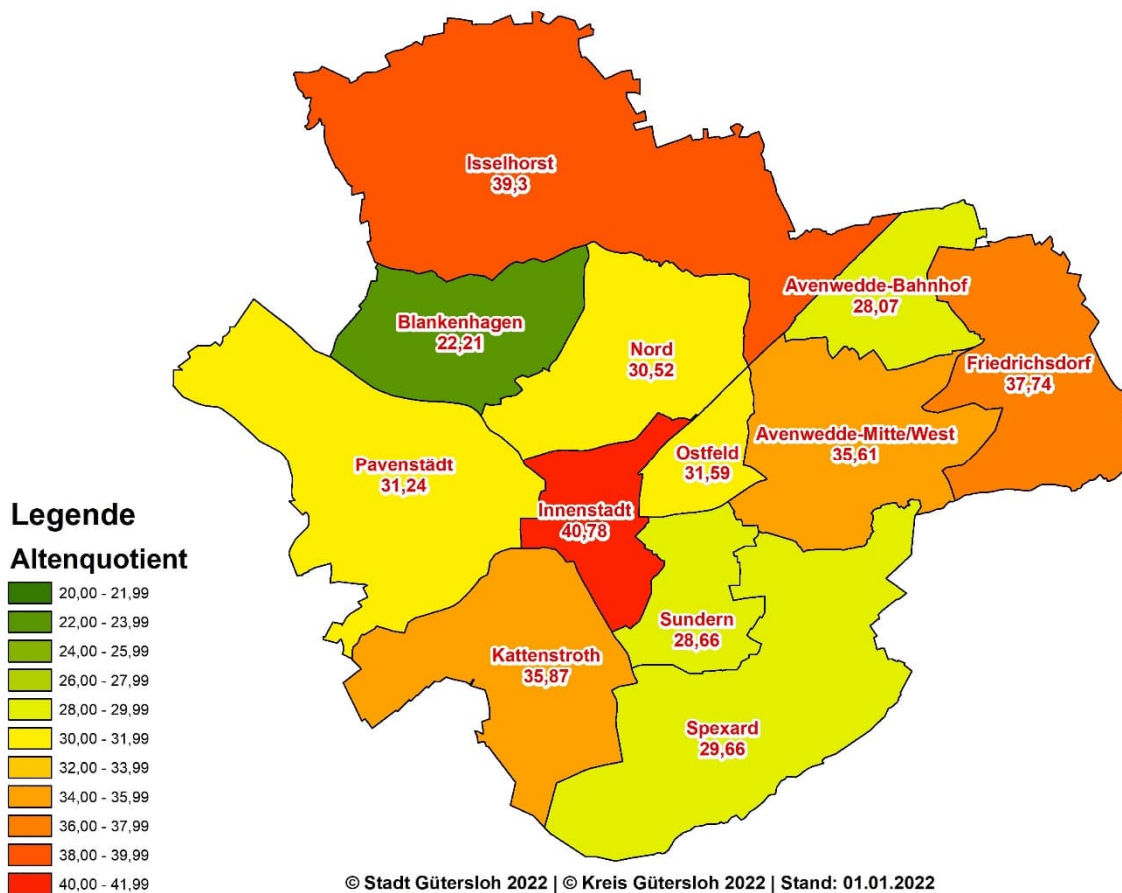 Isselhorst
39,3
Avenwedde-Bahnhof
28,07
Blankenhagen
22,21
Nord
30,52
Friedrichsdorf
37,74
Avenwedde-Mitte/West
35,61
Pavenstädt
31,24
Ostfeld
31,59
Innenstadt
40,78
Sundern
28,66
Kattenstroth
35,87
Spexard
29,66
Legende
Altenquotient
20,00 - 21,99
22,00 - 23,99
24,00 - 25,99
26,00 - 27,99
28,00 - 29,99
30,00 - 31,99
32,00 - 33,99
34,00 - 35,99
36,00 - 37,99
38,00 - 39,99
40,00 - 41,99
© Stadt Gütersloh 2022 | © Kreis Gütersloh 2022 | Stand: 01.01.2022